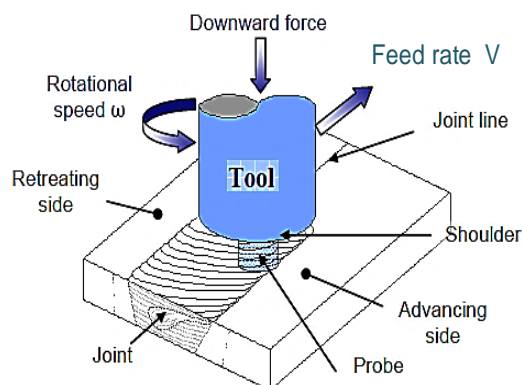 Downward force
Feed rate V
Rotational
speed ω
Joint line
Tool
Retreating
side
Shoulder
Advancing
side
Joint
Probe